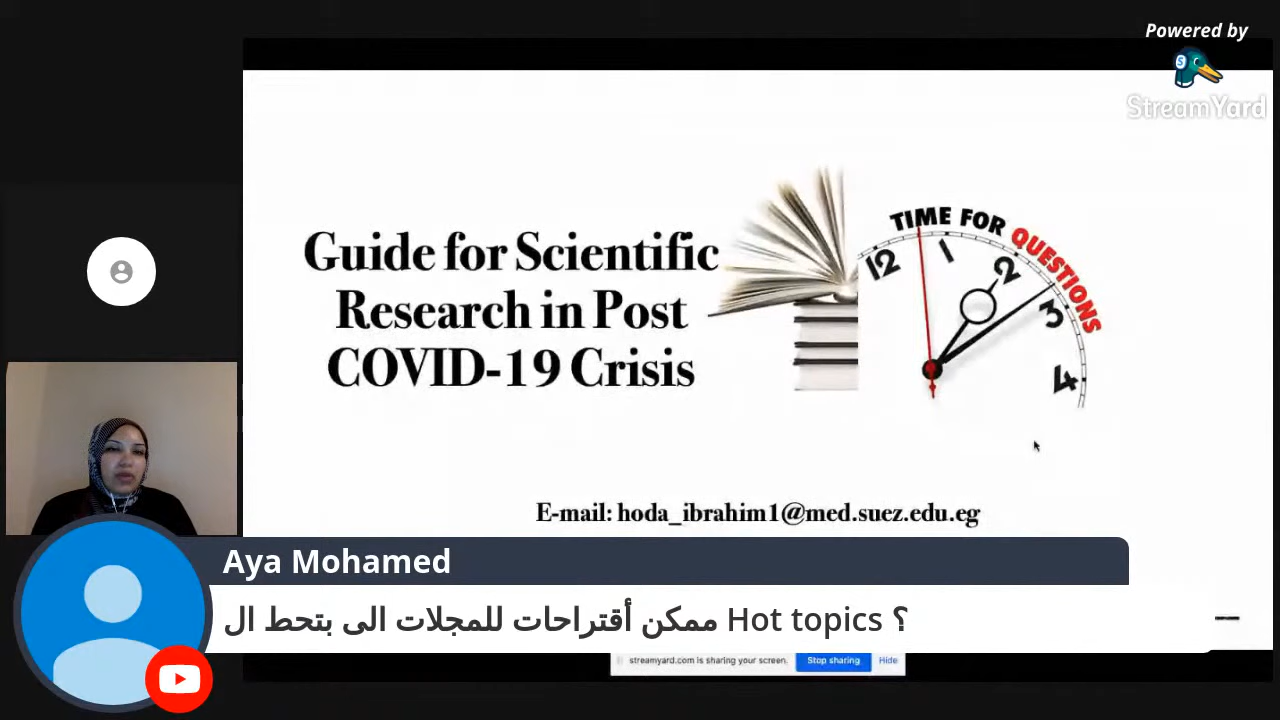 Powered by
StreamYard
Guide for Scientific
Research in Post
COVID-19 Crisis
TIME FOR QUESTIONS
12 1 2 3 4
E-mail: hoda_ibrahim1@med.suez.edu.eg
Aya Mohamed
ممكن أقتراحات للمجلات الى بتحط ال Hot topics ؟
streamyard.com is sharing your screen. Stop sharing Hide